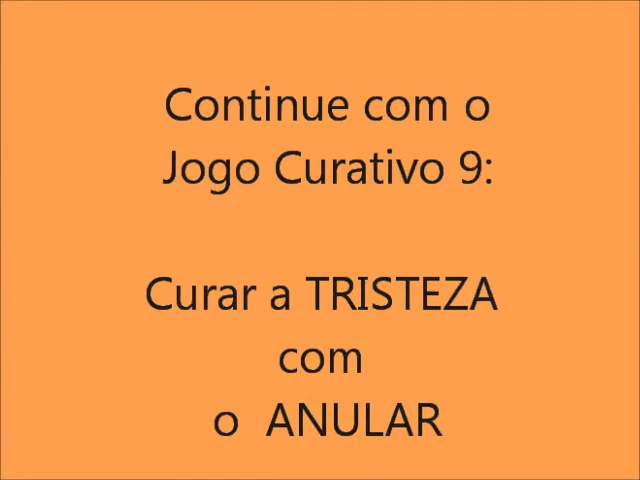 Continue com o
Jogo Curativo 9:
Curar a TRISTEZA
com
o ANULAR